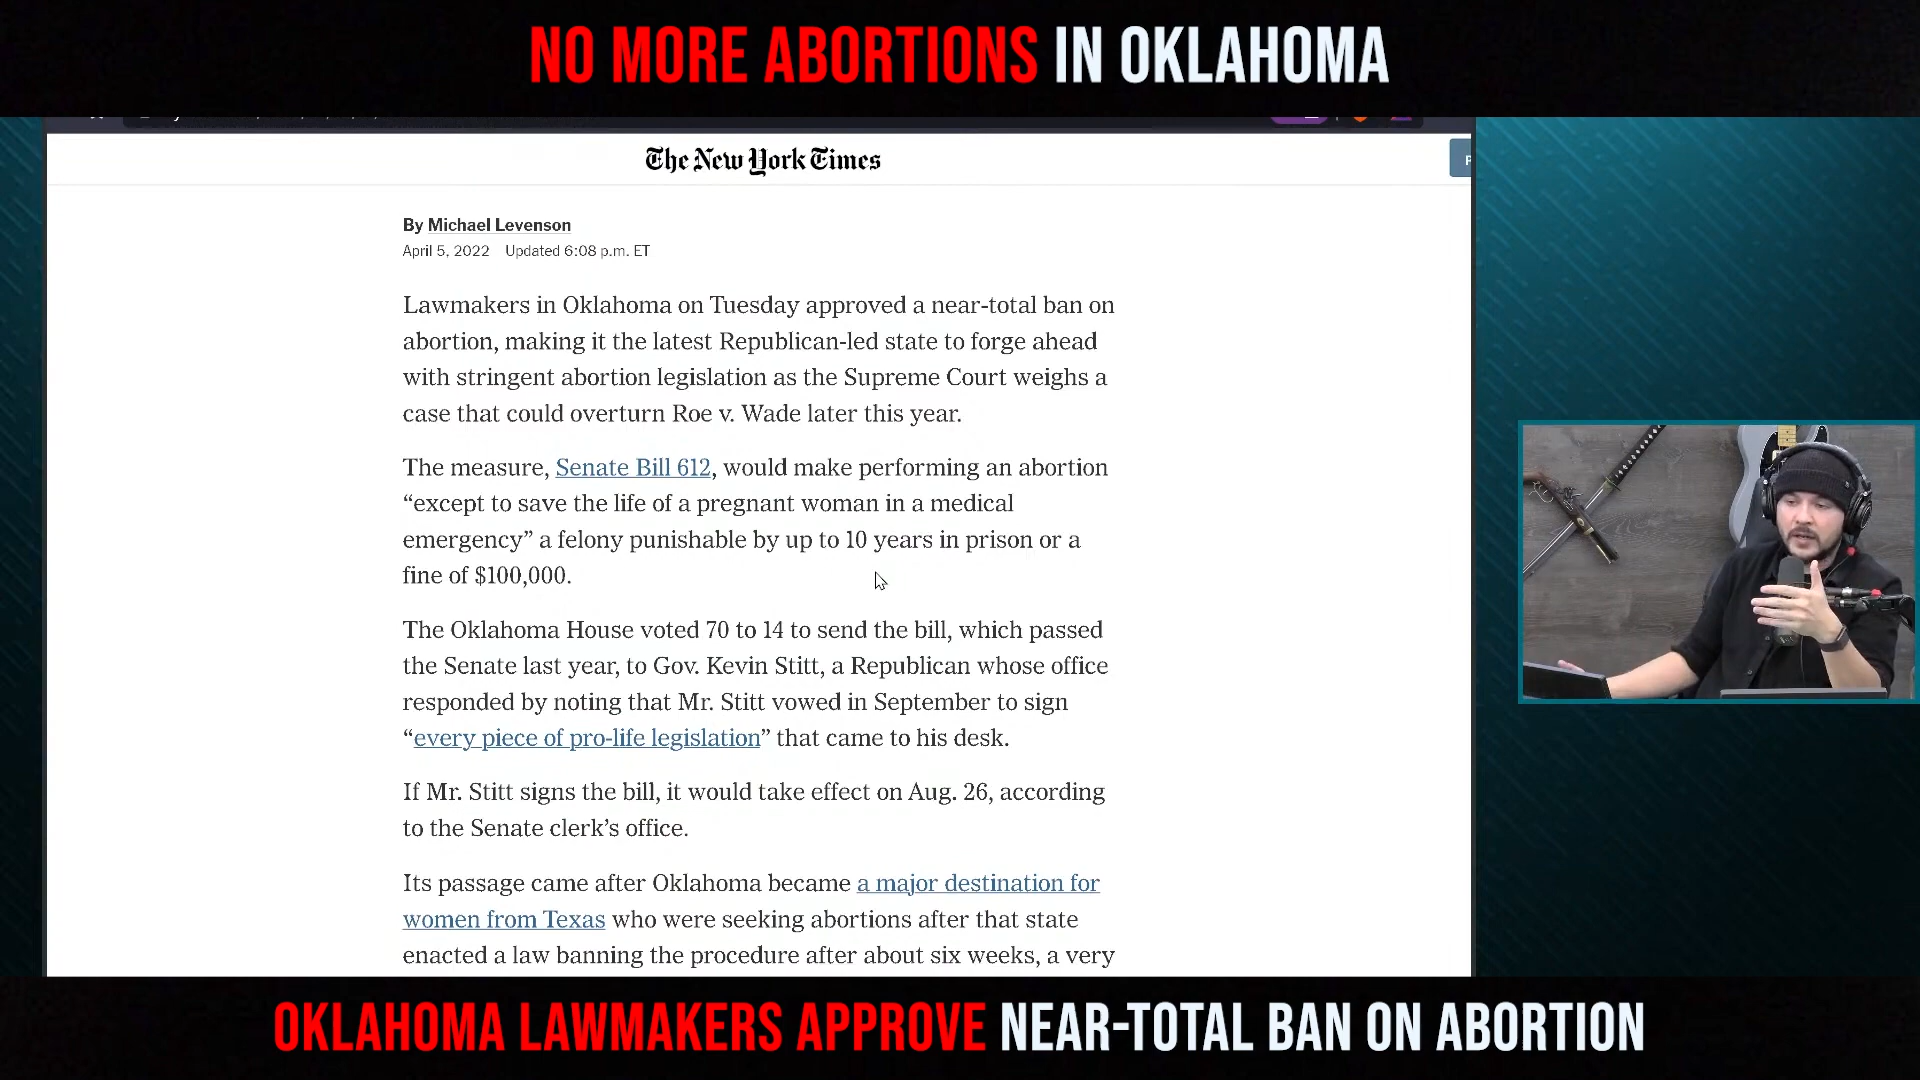 NO MORE ABORTIONS IN OKLAHOMA
The New York Times
By Michael Levenson
April 5, 2022 Updated 6:08 p.m. ET
Lawmakers in Oklahoma on Tuesday approved a near-total ban on
abortion, making it the latest Republican-led state to forge ahead
with stringent abortion legislation as the Supreme Court weighs a
case that could overturn Roe v. Wade later this year.
The measure, Senate Bill 612, would make performing an abortion
“except to save the life of a pregnant woman in a medical
emergency” a felony punishable by up to 10 years in prison or a
fine of $100,000.
The Oklahoma House voted 70 to 14 to send the bill, which passed
the Senate last year, to Gov. Kevin Stitt, a Republican whose office
responded by noting that Mr. Stitt vowed in September to sign
“every piece of pro-life legislation” that came to his desk.
If Mr. Stitt signs the bill, it would take effect on Aug. 26, according
to the Senate clerk’s office.
Its passage came after Oklahoma became a major destination for
women from Texas who were seeking abortions after that state
enacted a law banning the procedure after about six weeks, a very
OKLAHOMA LAWMAKERS APPROVE NEAR-TOTAL BAN ON ABORTION